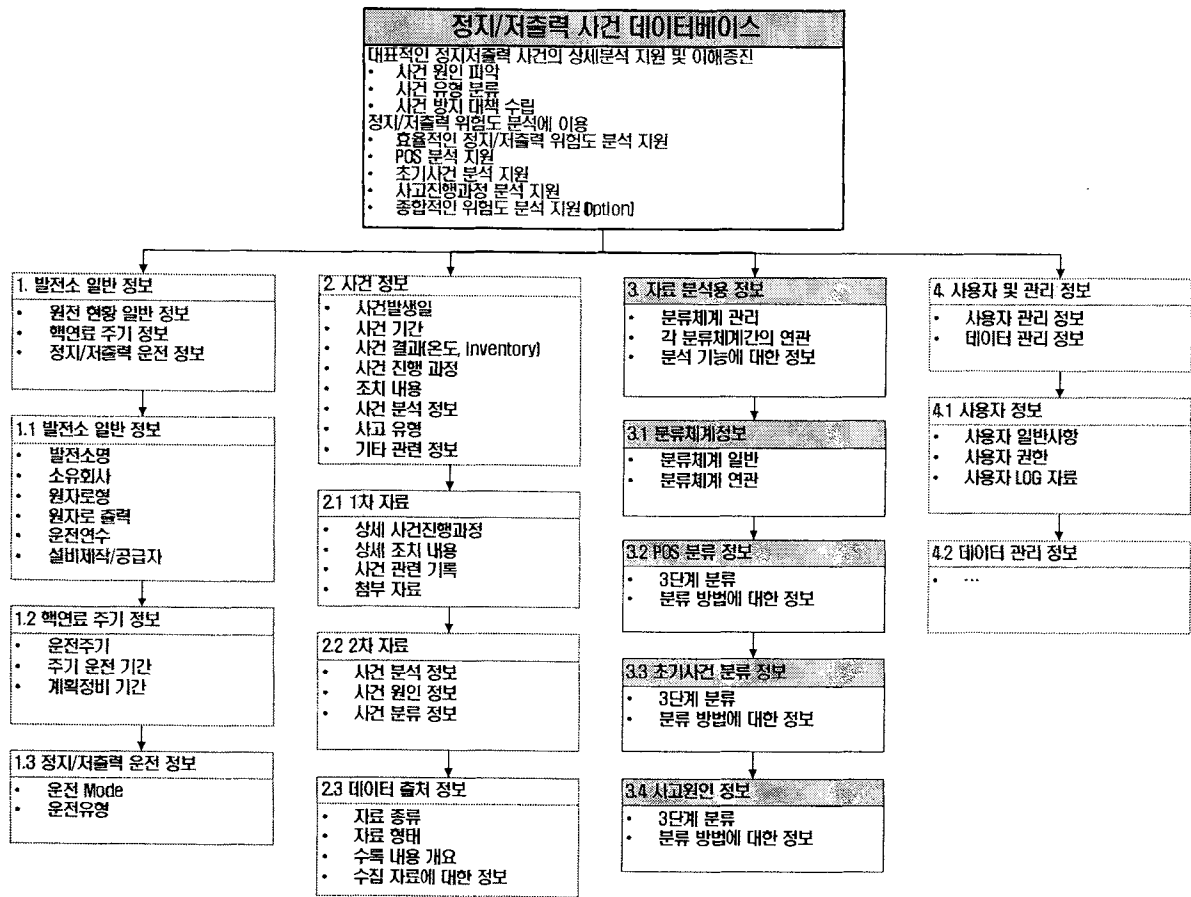 정지/저출력 사건 데이터베이스
대표적인 정지저출력 사건의 상세분석 지원 및 이해증진
• 사건 원인 파악
• 사건 유형 분류
• 사건 방지 대책 수립
정지/저출력 위험도 분석에 이용
• 효율적인 정지/저출력 위험도 분석 지원
• POS 분석 지원
• 초기사건 분석 지원
• 사고진행과정 분석 지원
• 종합적인 위험도 분석 지원(Option)
1. 발전소 일반 정보
• 원전 현황 일반 정보
• 핵연료 주기 정보
• 정지/저출력 운전 정보
1.1 발전소 일반 정보
• 발전소명
• 소유회사
• 원자로형
• 원자로 출력
• 운전연수
• 설비제작/공급자
1.2 핵연료 주기 정보
• 운전주기
• 주기 운전 기간
• 계획정비 기간
1.3 정지/저출력 운전 정보
• 운전 Mode
• 운전유형
2. 사건 정보
• 사건발생일
• 사건 기간
• 사건 결과(온도, Inventory)
• 사건 진행 과정
• 조치 내용
• 사건 분석 정보
• 사고 유형
• 기타 관련 정보
2.1 1차 자료
• 상세 사건진행과정
• 상세 조치 내용
• 사건 관련 기록
• 첨부 자료
2.2 2차 자료
• 사건 분석 정보
• 사건 원인 정보
• 사건 분류 정보
2.3 데이터 출처 정보
• 자료 종류
• 자료 형태
• 수록 내용 개요
• 수집 자료에 대한 정보
3. 자료 분석용 정보
• 분류체계 관리
• 각 분류체계간의 연관
• 분석 기능에 대한 정보
3.1 분류체계정보
• 분류체계 일반
• 분류체계 연관
3.2 POS 분류 정보
• 3단계 분류
• 분류 방법에 대한 정보
3.3 초기사건 분류 정보
• 3단계 분류
• 분류 방법에 대한 정보
3.4 사고원인 정보
• 3단계 분류
• 분류 방법에 대한 정보
4. 사용자 및 관리 정보
• 사용자 관리 정보
• 데이터 관리 정보
4.1 사용자 정보
• 사용자 일반사항
• 사용자 권한
• 사용자 LOG 자료
4.2 데이터 관리 정보
• …